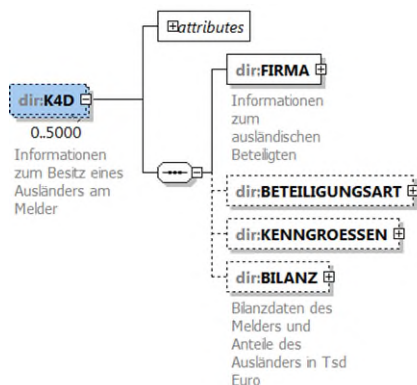 attributes
dir:FIRMA
Informationen
zum
ausländischen
Beteiligten
dir:K4D
0..5000
Informationen
zum Besitz eines
Ausländers am
Melder
dir:BETEILIGUNGSART
dir:KENNGROESSEN
dir:BILANZ
Bilanzdaten des
Melders und
Anteile des
Ausländers in Tsd
Euro